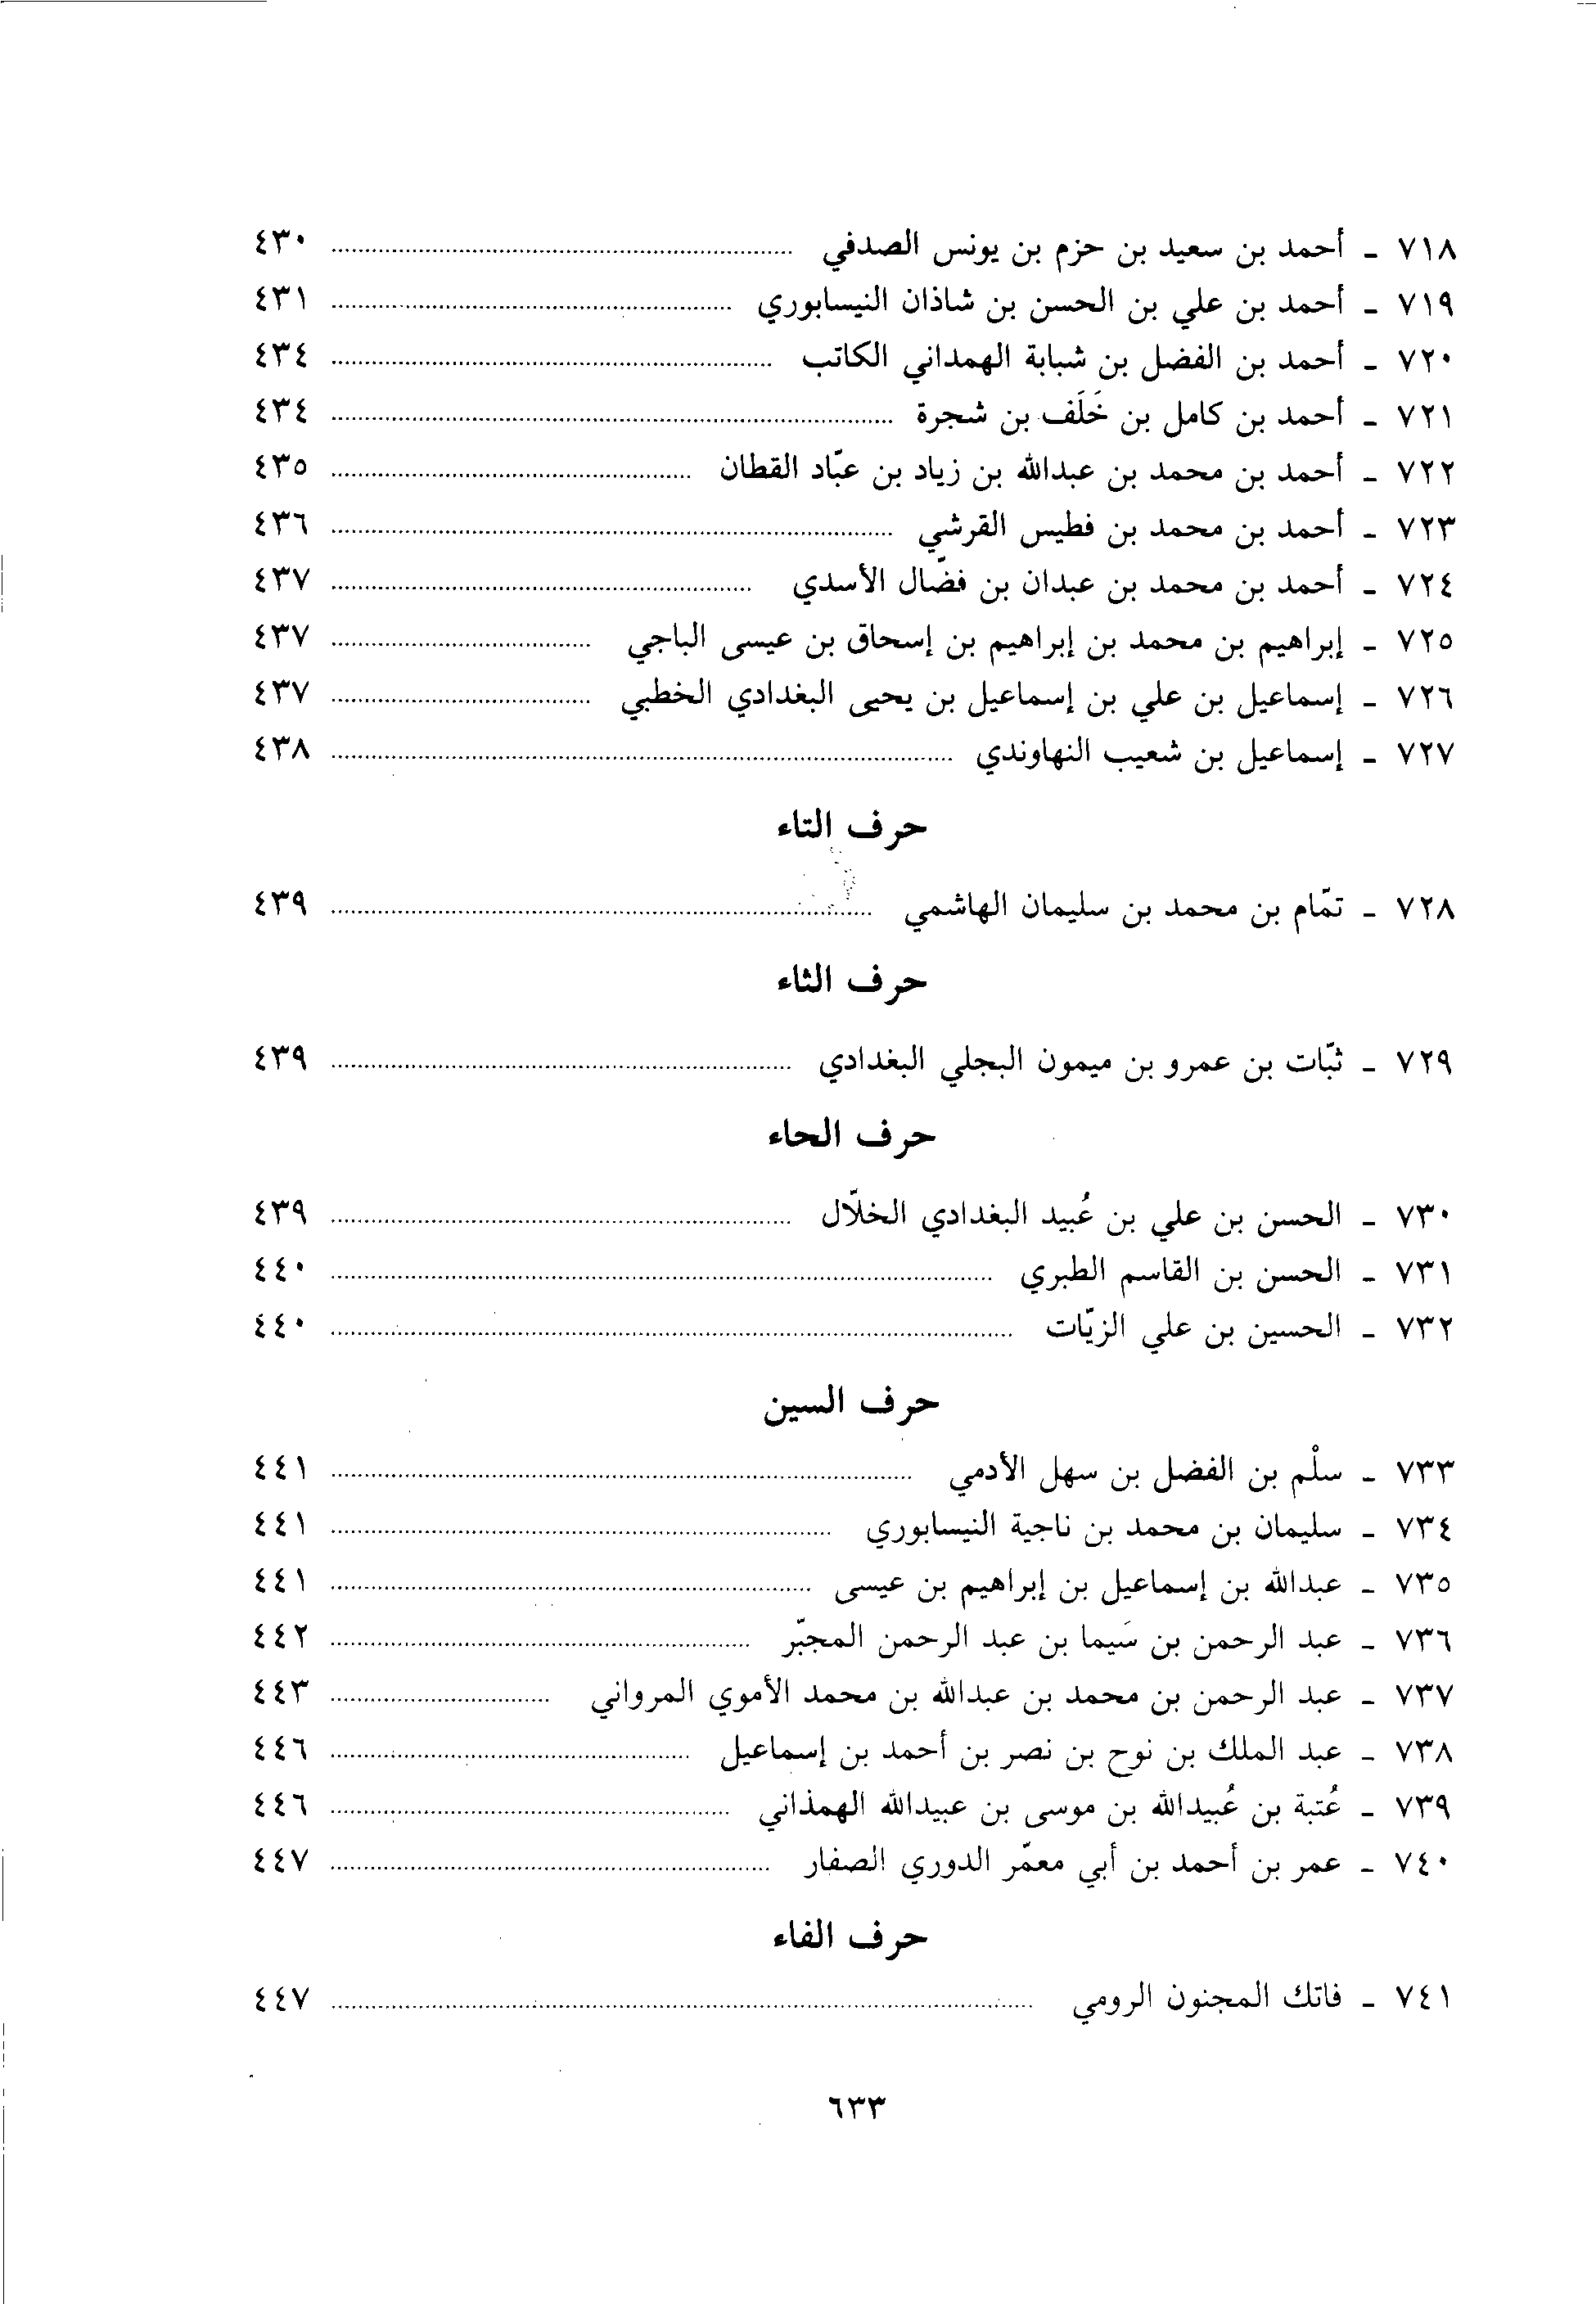 ٧١٨ - أحمد بن سعيد بن حزم بن يونس الصدفي ........ ٤٣٠
٧١٩ - أحمد بن علي بن الحسن بن شاذان النيسابوري ........ ٤٣١
٧٢٠ - أحمد بن الفضل بن شبابة الهمداني الكاتب ........ ٤٣٤
٧٢١ - أحمد بن كامل بن خَلَف بن شجرة ........ ٤٣٤
٧٢٢ - أحمد بن محمد بن عبدالله بن زياد بن عبّاد القطان ........ ٤٣٥
٧٢٣ - أحمد بن محمد بن فطيس القرشي ........ ٤٣٦
٧٢٤ - أحمد بن محمد بن عبدان بن فضّال الأسدي ........ ٤٣٧
٧٢٥ - إبراهيم بن محمد بن إبراهيم بن إسحاق بن عيسى الباجي ........ ٤٣٧
٧٢٦ - إسماعيل بن علي بن إسماعيل بن يحيى البغدادي الخطبي ........ ٤٣٧
٧٢٧ - إسماعيل بن شعيب النهاوندي ........ ٤٣٨
حرف التاء
٧٢٨ - تمّام بن محمد بن سليمان الهاشمي ........ ٤٣٩
حرف الثاء
٧٢٩ - ثبّات بن عمرو بن ميمون البجلي البغدادي ........ ٤٣٩
حرف الحاء
٧٣٠ - الحسن بن علي بن عُبيد البغدادي الخلّال ........ ٤٣٩
٧٣١ - الحسن بن القاسم الطبري ........ ٤٤٠
٧٣٢ - الحسين بن علي الزيّات ........ ٤٤٠
حرف السين
٧٣٣ - سلْم بن الفضل بن سهل الأدمي ........ ٤٤١
٧٣٤ - سليمان بن محمد بن ناجية النيسابوري ........ ٤٤١
٧٣٥ - عبدالله بن إسماعيل بن إبراهيم بن عيسى ........ ٤٤١
٧٣٦ - عبد الرحمن بن سَيما بن عبد الرحمن المجبّر ........ ٤٤٢
٧٣٧ - عبد الرحمن بن محمد بن عبدالله بن محمد الأموي المرواني ........ ٤٤٣
٧٣٨ - عبد الملك بن نوح بن نصر بن أحمد بن إسماعيل ........ ٤٤٦
٧٣٩ - عُتبة بن عُبيدالله بن موسى بن عبيدالله الهمذاني ........ ٤٤٦
٧٤٠ - عمر بن أحمد بن أبي معمّر الدوري الصفار ........ ٤٤٧
حرف الفاء
٧٤١ - فاتك المجنون الرومي ........ ٤٤٧
٦٣٣